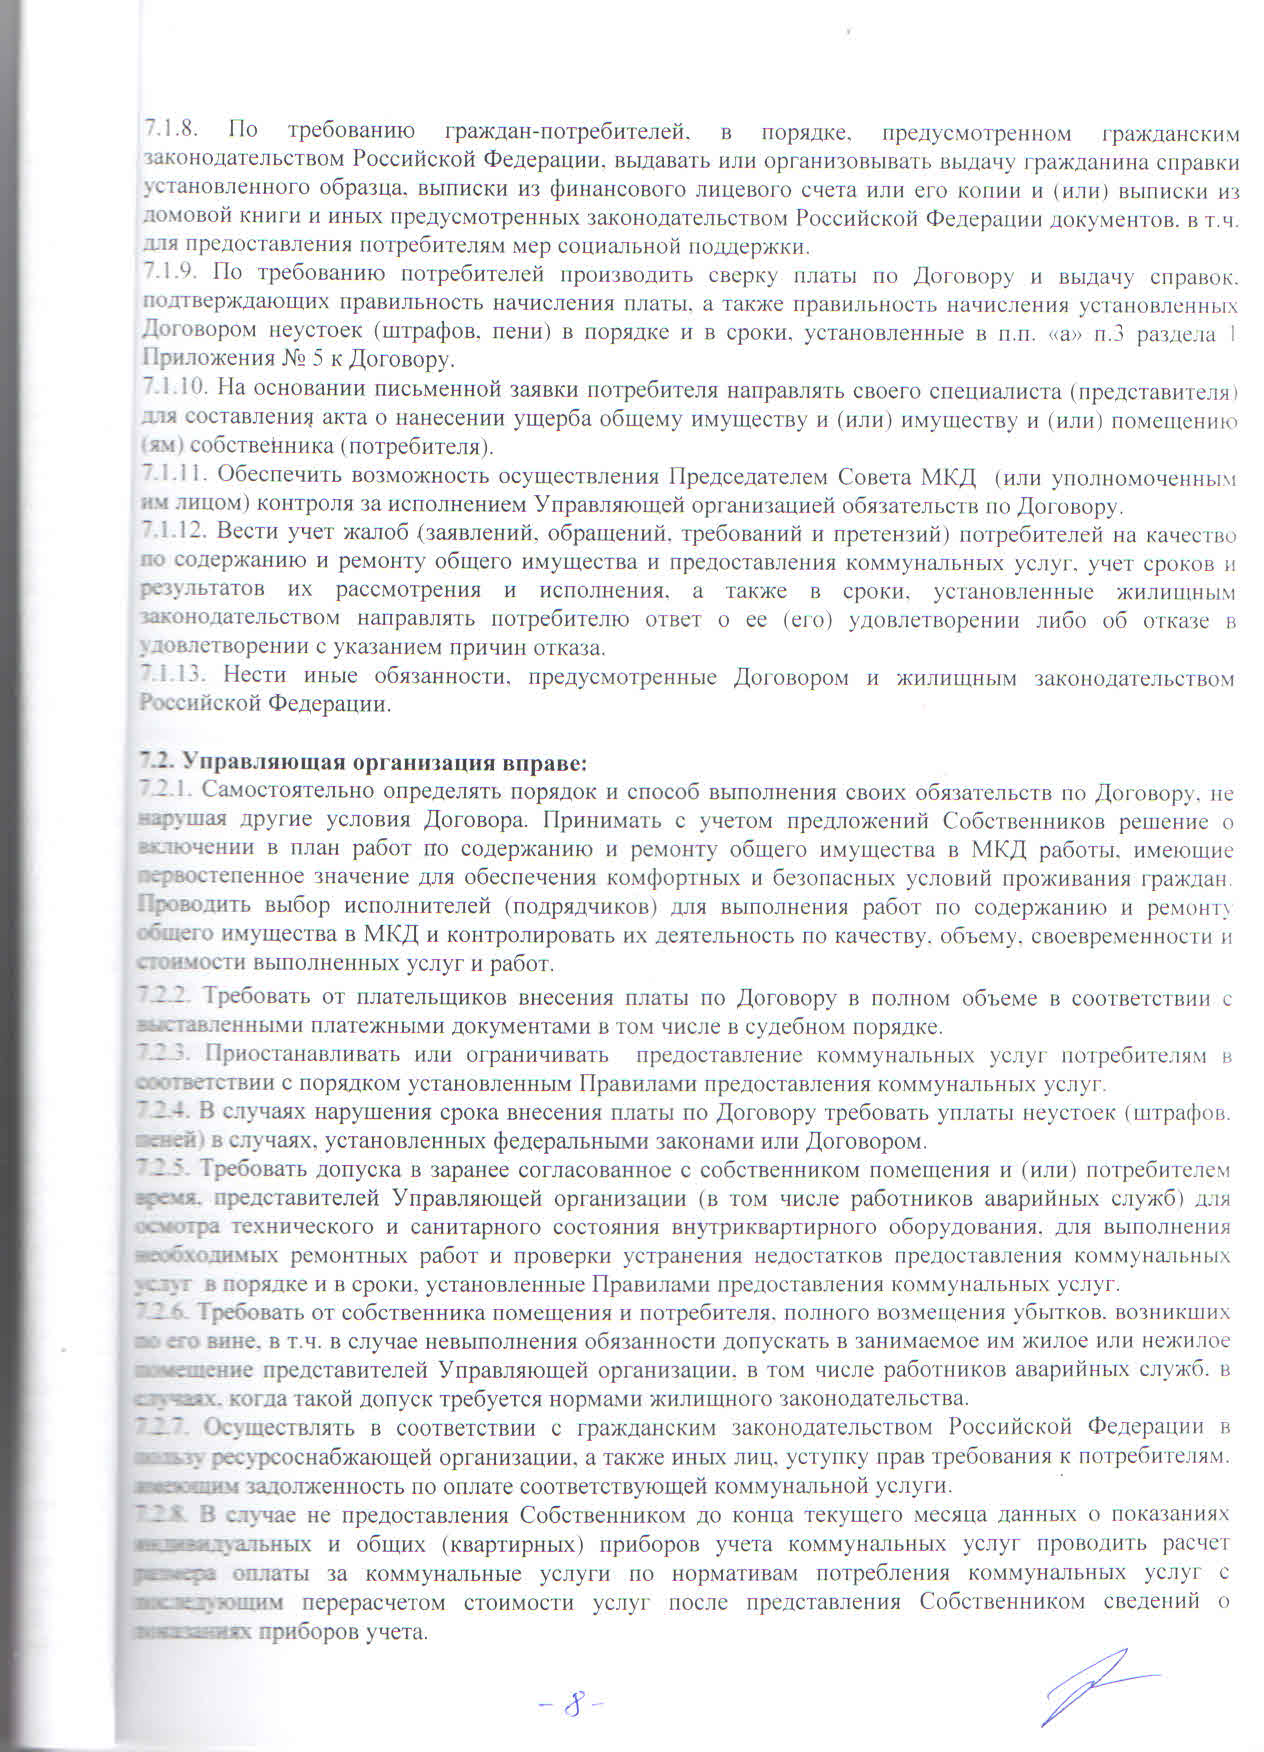 7.1.8. По требованию граждан-потребителей, в порядке, предусмотренном гражданским
законодательством Российской Федерации, выдавать или организовывать выдачу гражданина справки
установленного образца, выписки из финансового лицевого счета или его копии и (или) выписки из
домовой книги и иных предусмотренных законодательством Российской Федерации документов, в т.ч.
для предоставления потребителям мер социальной поддержки.
7.1.9. По требованию потребителей производить сверку платы по Договору и выдачу справок,
подтверждающих правильность начисления платы, а также правильность начисления установленных
Договором неустоек (штрафов, пени) в порядке и в сроки, установленные в п.п. «а» п.3 раздела 1
Приложения № 5 к Договору.
7.1.10. На основании письменной заявки потребителя направлять своего специалиста (представителя)
для составления акта о нанесении ущерба общему имуществу и (или) имуществу и (или) помещению
(ям) собственника (потребителя).
7.1.11. Обеспечить возможность осуществления Председателем Совета МКД (или уполномоченным
им лицом) контроля за исполнением Управляющей организацией обязательств по Договору.
7.1.12. Вести учет жалоб (заявлений, обращений, требований и претензий) потребителей на качество
по содержанию и ремонту общего имущества и предоставления коммунальных услуг, учет сроков и
результатов их рассмотрения и исполнения, а также в сроки, установленные жилищным
законодательством направлять потребителю ответ о ее (его) удовлетворении либо об отказе в
удовлетворении с указанием причин отказа.
7.1.13. Нести иные обязанности, предусмотренные Договором и жилищным законодательством
Российской Федерации.
7.2. Управляющая организация вправе:
7.2.1. Самостоятельно определять порядок и способ выполнения своих обязательств по Договору, не
нарушая другие условия Договора. Принимать с учетом предложений Собственников решение о
включении в план работ по содержанию и ремонту общего имущества в МКД работы, имеющие
первостепенное значение для обеспечения комфортных и безопасных условий проживания граждан.
Проводить выбор исполнителей (подрядчиков) для выполнения работ по содержанию и ремонту
общего имущества в МКД и контролировать их деятельность по качеству, объему, своевременности и
стоимости выполненных услуг и работ.
7.2.2. Требовать от плательщиков внесения платы по Договору в полном объеме в соответствии с
выставленными платежными документами в том числе в судебном порядке.
7.2.3. Приостанавливать или ограничивать предоставление коммунальных услуг потребителям в
соответствии с порядком установленным Правилами предоставления коммунальных услуг.
7.2.4. В случаях нарушения срока внесения платы по Договору требовать уплаты неустоек (штрафов,
пеней) в случаях, установленных федеральными законами или Договором.
7.2.5. Требовать допуска в заранее согласованное с собственником помещения и (или) потребителем
время, представителей Управляющей организации (в том числе работников аварийных служб) для
осмотра технического и санитарного состояния внутриквартирного оборудования, для выполнения
необходимых ремонтных работ и проверки устранения недостатков предоставления коммунальных
услуг в порядке и в сроки, установленные Правилами предоставления коммунальных услуг.
7.2.6. Требовать от собственника помещения и потребителя, полного возмещения убытков, возникших
по его вине, в т.ч. в случае невыполнения обязанности допускать в занимаемое им жилое или нежилое
помещение представителей Управляющей организации, в том числе работников аварийных служб, в
случаях, когда такой допуск требуется нормами жилищного законодательства.
7.2.7. Осуществлять в соответствии с гражданским законодательством Российской Федерации в
пользу ресурсоснабжающей организации, а также иных лиц, уступку прав требования к потребителям,
имеющим задолженность по оплате соответствующей коммунальной услуги.
7.2.8. В случае не предоставления Собственником до конца текущего месяца данных о показаниях
индивидуальных и общих (квартирных) приборов учета коммунальных услуг проводить расчет
размера оплаты за коммунальные услуги по нормативам потребления коммунальных услуг с
последующим перерасчетом стоимости услуг после представления Собственником сведений о
показаниях приборов учета.
- 8 -